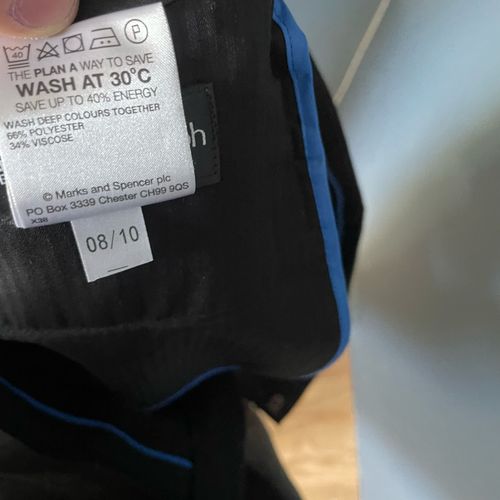 40 P
THE PLAN A WAY TO SAVE
WASH AT 30°C
SAVE UP TO 40% ENERGY
WASH DEEP COLOURS TOGETHER
66% POLYESTER
34% VISCOSE
© Marks and Spencer plc
PO Box 3339 Chester CH99 9QS
X38
08/10